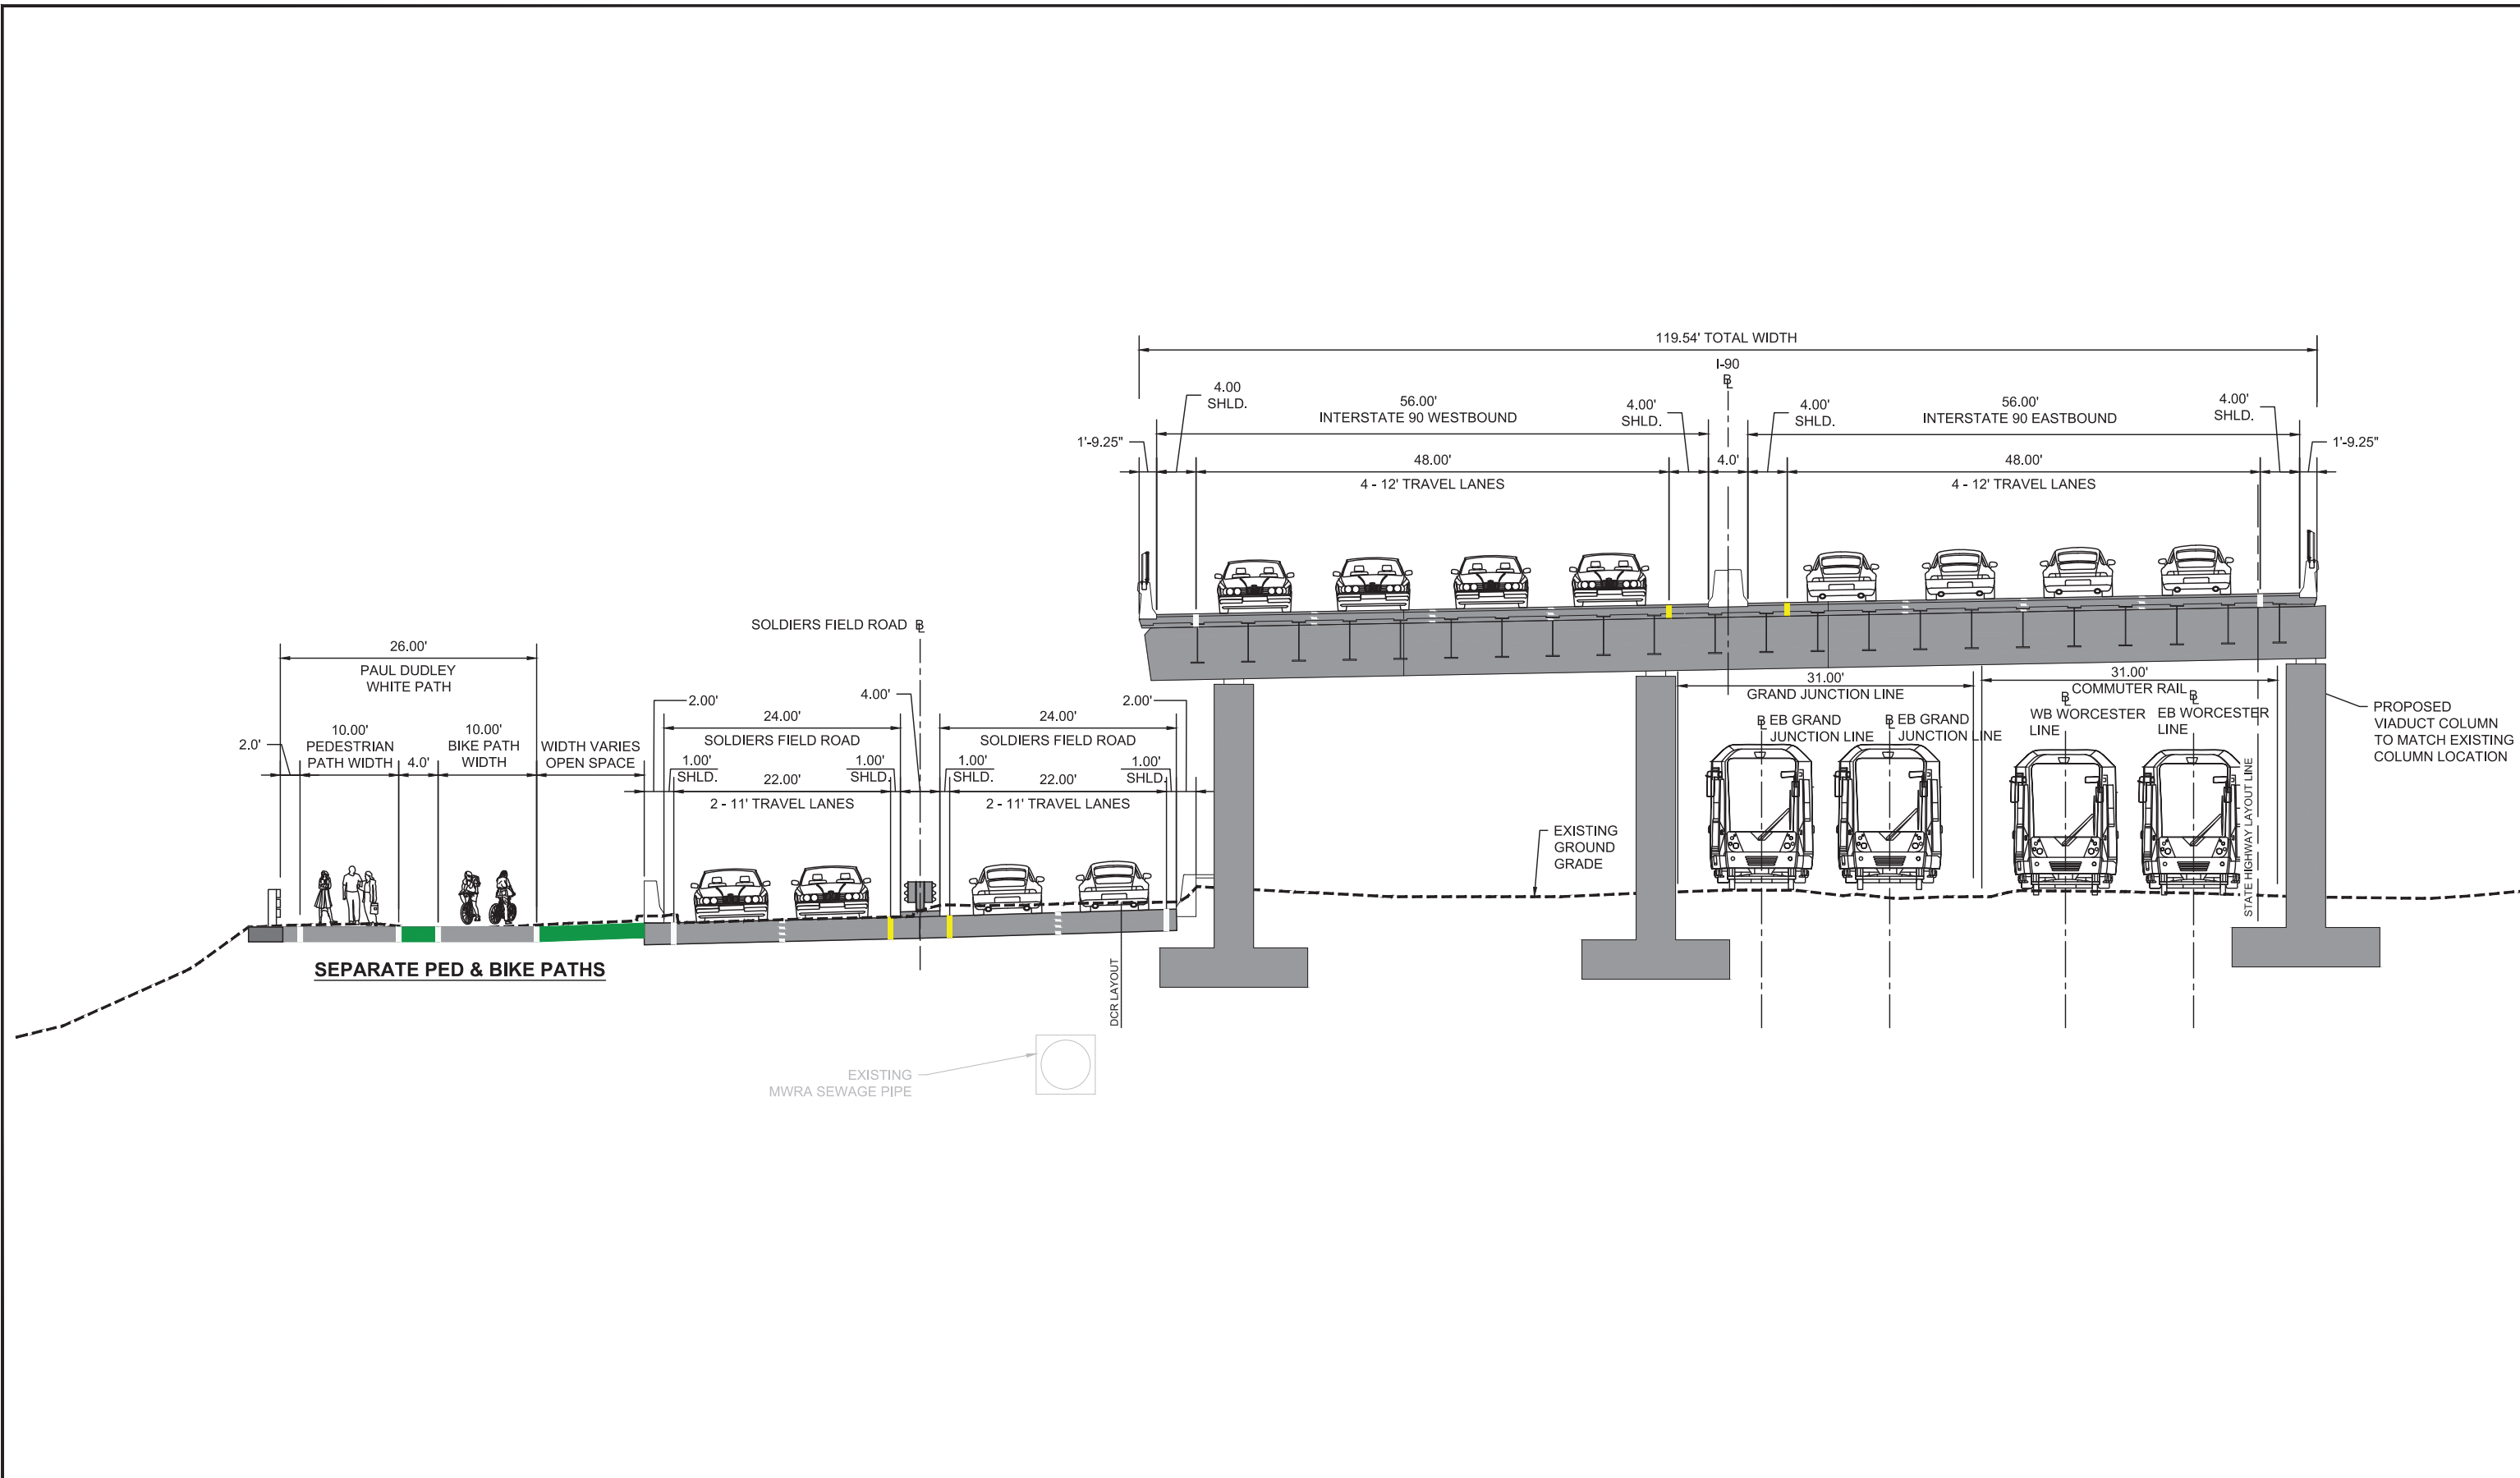 119.54' TOTAL WIDTH
I-90
BL
4.00
SHLD.
56.00'
INTERSTATE 90 WESTBOUND
4.00'
SHLD.
4.00'
SHLD.
56.00'
INTERSTATE 90 EASTBOUND
4.00'
SHLD.
1'-9.25"
48.00'
4 - 12' TRAVEL LANES
4.0'
48.00'
4 - 12' TRAVEL LANES
1'-9.25"
SOLDIERS FIELD ROAD BL
26.00'
PAUL DUDLEY
WHITE PATH
2.0'
10.00'
PEDESTRIAN
PATH WIDTH
4.0'
10.00'
BIKE PATH
WIDTH
WIDTH VARIES
OPEN SPACE
2.00'
24.00'
SOLDIERS FIELD ROAD
1.00'
SHLD.
22.00'
2 - 11' TRAVEL LANES
1.00'
SHLD.
4.00'
24.00'
SOLDIERS FIELD ROAD
1.00'
SHLD.
22.00'
2 - 11' TRAVEL LANES
1.00'
SHLD.
2.00'
31.00'
GRAND JUNCTION LINE
BL EB GRAND
JUNCTION LINE
BL EB GRAND
JUNCTION LINE
31.00'
COMMUTER RAIL
BL
WB WORCESTER
LINE
BL
EB WORCESTER
LINE
PROPOSED
VIADUCT COLUMN
TO MATCH EXISTING
COLUMN LOCATION
STATE HIGHWAY LAYOUT LINE
EXISTING
GROUND
GRADE
SEPARATE PED & BIKE PATHS
DCR LAYOUT
EXISTING
MWRA SEWAGE PIPE